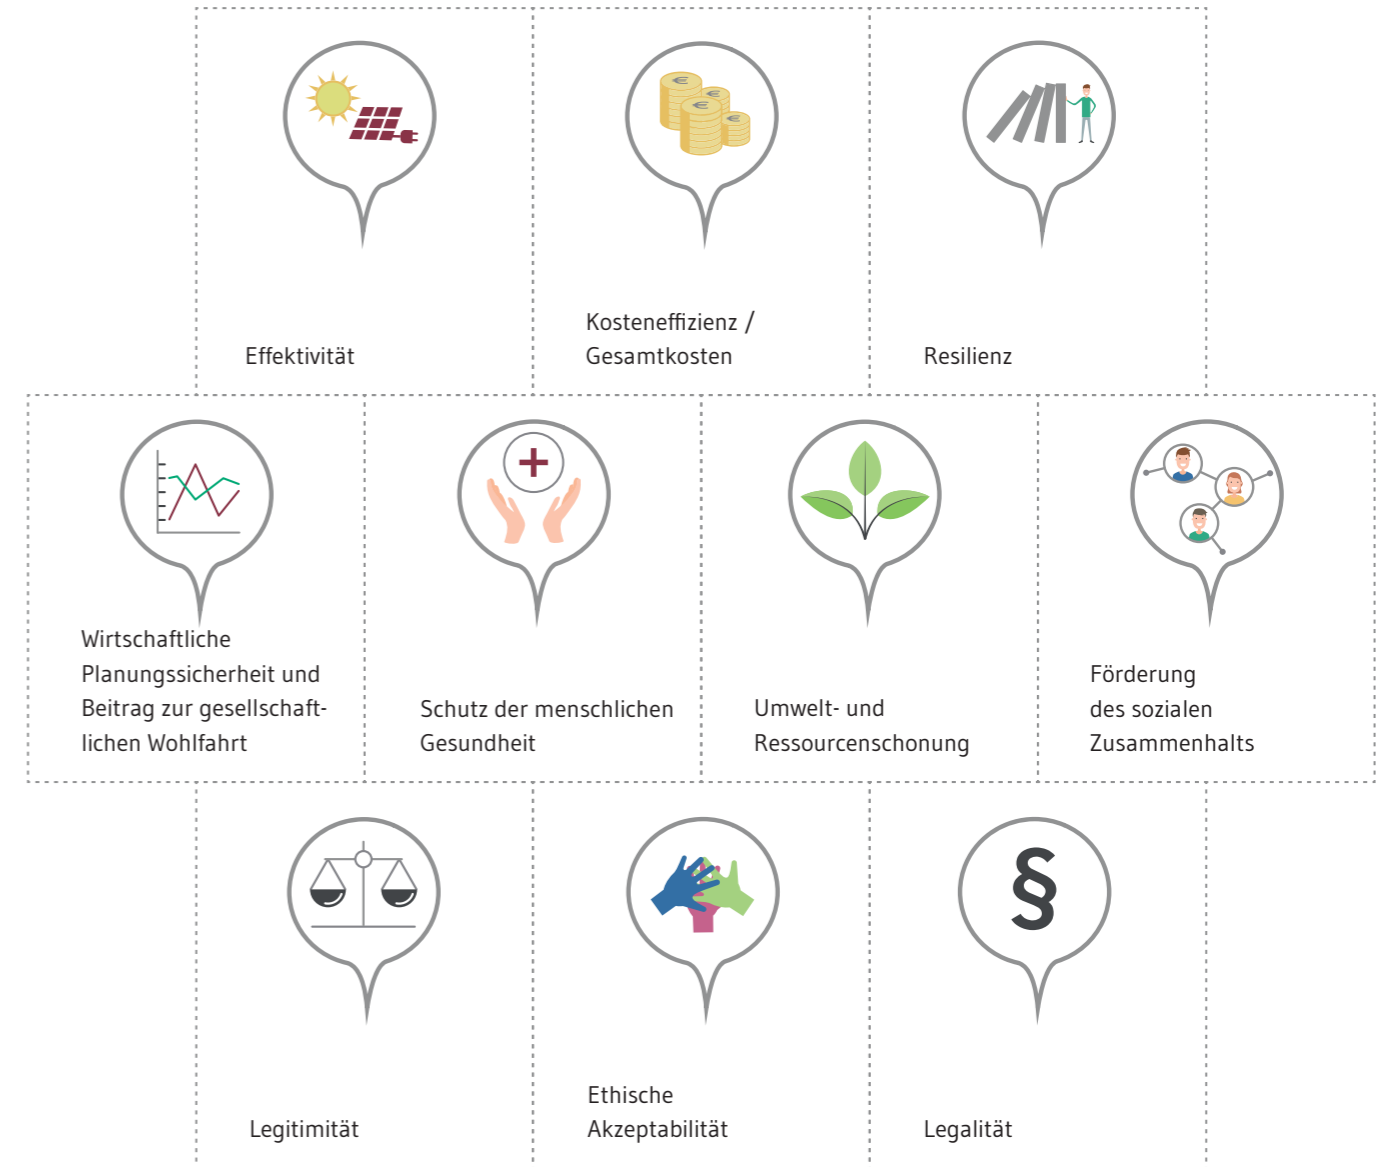 Effektivität
Kosteneffizienz /
Gesamtkosten
Resilienz
Wirtschaftliche
Planungssicherheit und
Beitrag zur gesellschaft-
lichen Wohlfahrt
Schutz der menschlichen
Gesundheit
Umwelt- und
Ressourcenschonung
Förderung
des sozialen
Zusammenhalts
§
Legitimität
Ethische
Akzeptabilität
Legalität